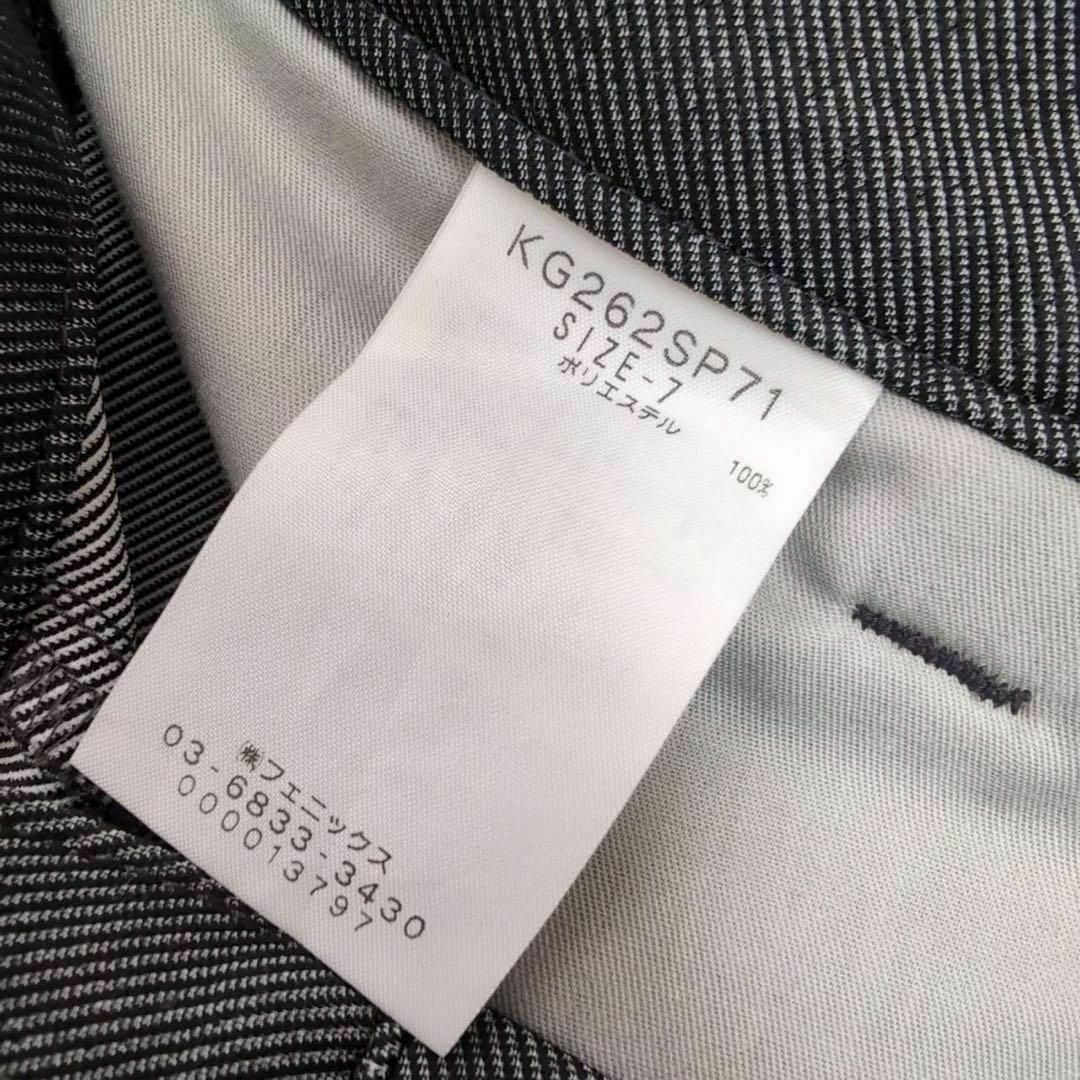 KG262SP71
SIZE-7
ポリエステル
100%
㈱フェニックス
03-6833-3430
000013797